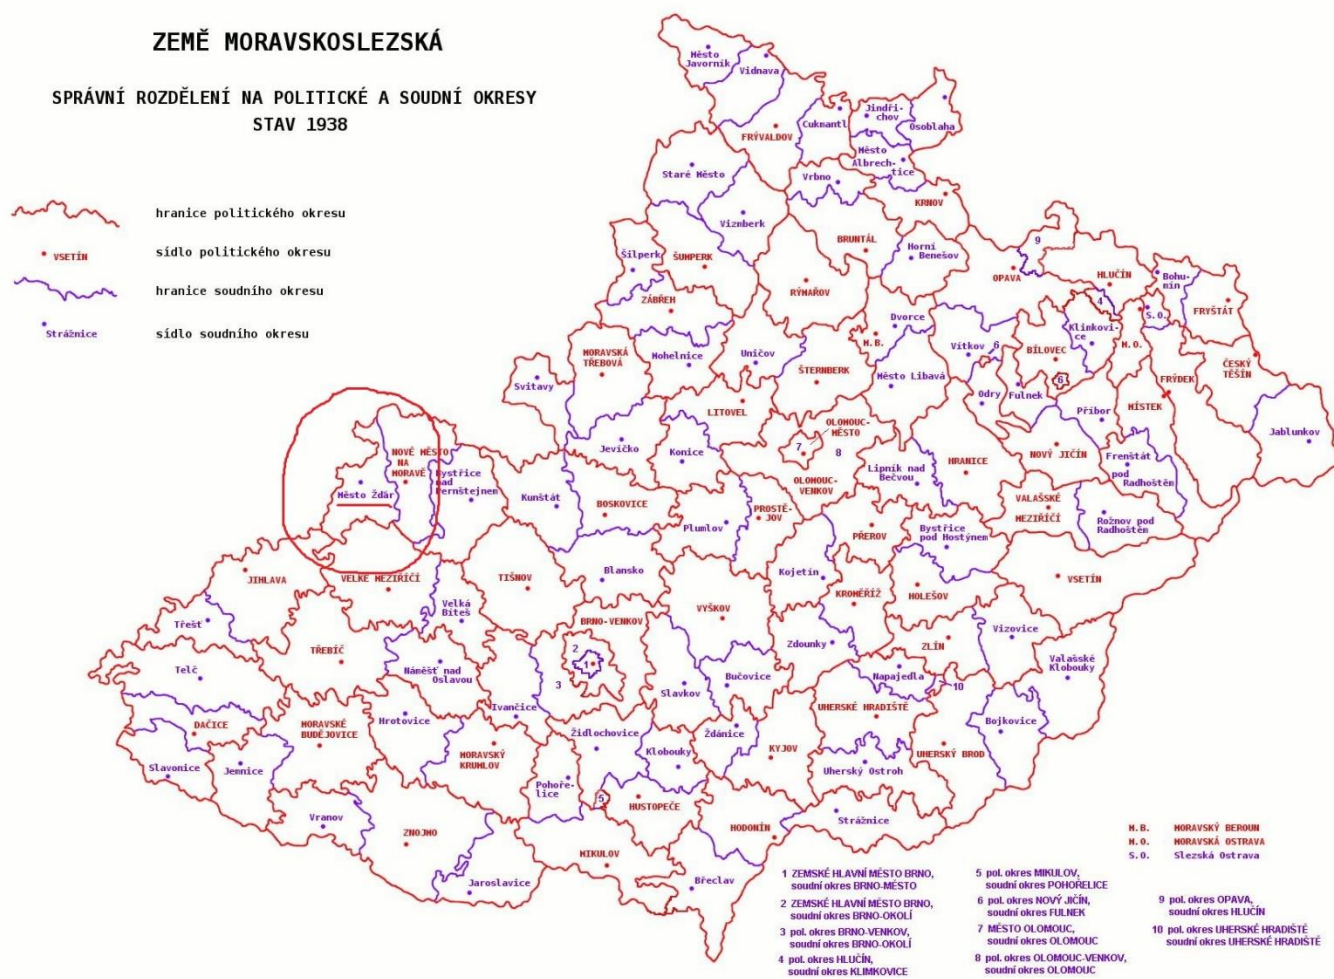 ZEMĚ MORAVSKOSLEZSKÁ
SPRÁVNÍ ROZDĚLENÍ NA POLITICKÉ A SOUDNÍ OKRESY
STAV 1938
hranice politického okresu
VSETÍN
sídlo politického okresu
hranice soudního okresu
Strážnice
sídlo soudního okresu
Město
Javorník
Vidnava
FRÝVALDOV
Cukmantl
Jindři-
chov
Osoblaha
Město
Albrech-
tice
Staré Město
Vrbno
KRNOV
Vizmberk
BRUNTÁL
Horní
Benešov
9
OPAVA
HLUČÍN
Bohu-
mín
Šilperk
ŠUMPERK
RÝMAŘOV
4
S.O.
FRYŠTÁT
ZÁBŘEH
Dvorce
M.B.
Klimkovi-
ce
M.O.
Vítkov
6
BÍLOVEC
MORAVSKÁ
TŘEBOVÁ
Mohelnice
Uničov
ŠTERNBERK
Město Libavá
ČESKÝ
TĚŠÍN
Svitavy
6
FRÝDEK
Odry
Fulnek
MÍSTEK
LITOVEL
Příbor
OLOMOUC-
MĚSTO
7
8
Jablunkov
Jevíčko
Konice
NOVÝ JIČÍN
Frenštát
pod
Radhoštěm
NOVÉ MĚSTO
NA
MORAVĚ
Bystřice
nad
Pernštejnem
Město Žďár
Lipník nad
Bečvou
HRANICE
OLOMOUC-
VENKOV
Kunštát
BOSKOVICE
VALAŠSKÉ
MEZIŘÍČÍ
Plumlov
PROSTĚ-
JOV
PŘEROV
Bystřice
pod Hostýnem
Rožnov pod
Radhoštěm
JIHLAVA
VELKÉ MEZIŘÍČÍ
TIŠNOV
Blansko
Kojetín
VSETÍN
Velká
Bíteš
KROMĚŘÍŽ
HOLEŠOV
VYŠKOV
Třešť
BRNO-VENKOV
Vizovice
TŘEBÍČ
2
Zdounky
ZLÍN
Valašské
Klobouky
Telč
Náměšť nad
Oslavou
1
3
Slavkov
Bučovice
Napajedla
10
Ivančice
UHERSKÉ HRADIŠTĚ
Hrotovice
DAČICE
MORAVSKÉ
BUDĚJOVICE
Židlochovice
Ždánice
Bojkovice
MORAVSKÝ
KRUMLOV
Klobouky
KYJOV
UHERSKÝ BROD
Slavonice
Jemnice
Uherský Ostroh
Pohoře-
lice
5
HUSTOPEČE
Vranov
ZNOJMO
HODONÍN
Strážnice
MIKULOV
Jaroslavice
Břeclav
M.B. MORAVSKÝ BEROUN
M.O. MORAVSKÁ OSTRAVA
S.O. Slezská Ostrava
1 ZEMSKÉ HLAVNÍ MĚSTO BRNO,
soudní okres BRNO-MĚSTO
2 ZEMSKÉ HLAVNÍ MĚSTO BRNO,
soudní okres BRNO-OKOLÍ
3 pol. okres BRNO-VENKOV,
soudní okres BRNO-OKOLÍ
4 pol. okres HLUČÍN,
soudní okres KLIMKOVICE
5 pol. okres MIKULOV,
soudní okres POHOŘELICE
6 pol. okres NOVÝ JIČÍN,
soudní okres FULNEK
7 MĚSTO OLOMOUC,
soudní okres OLOMOUC
8 pol. okres OLOMOUC-VENKOV,
soudní okres OLOMOUC
9 pol. okres OPAVA,
soudní okres HLUČÍN
10 pol. okres UHERSKÉ HRADIŠTĚ
soudní okres UHERSKÉ HRADIŠTĚ